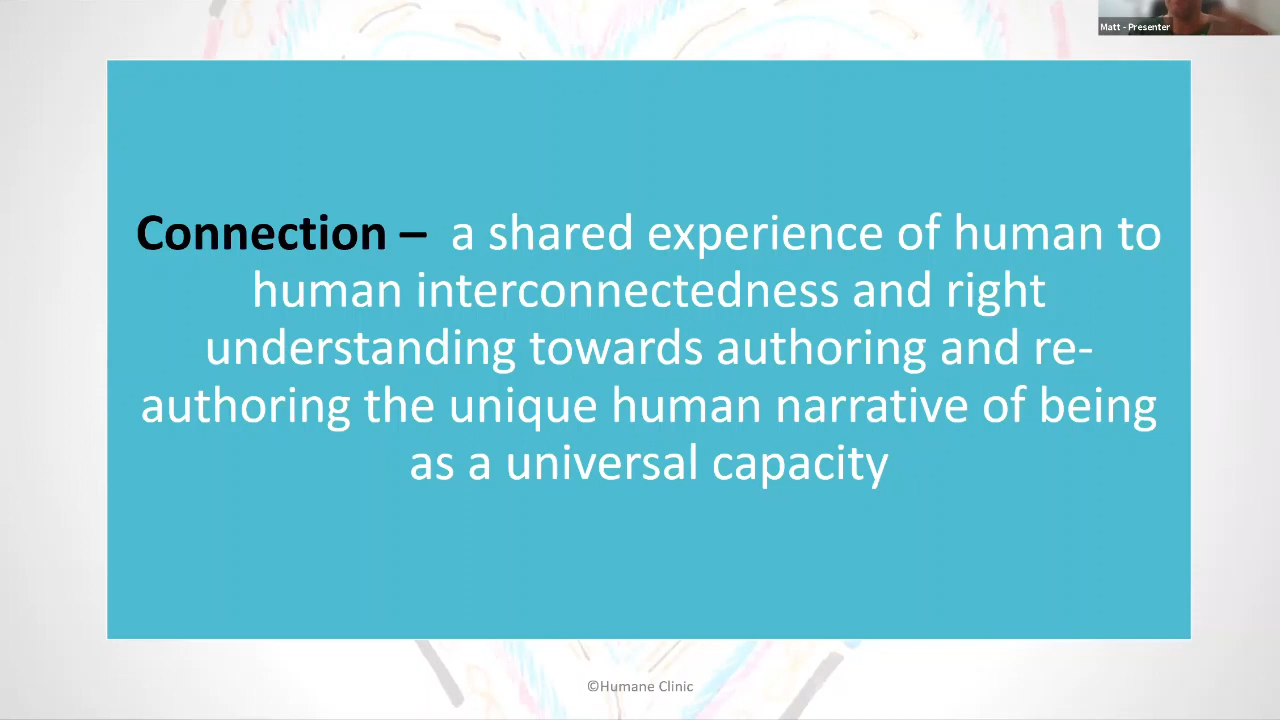 Matt - Presenter
Connection – a shared experience of human to
human interconnectedness and right
understanding towards authoring and re-
authoring the unique human narrative of being
as a universal capacity
©Humane Clinic